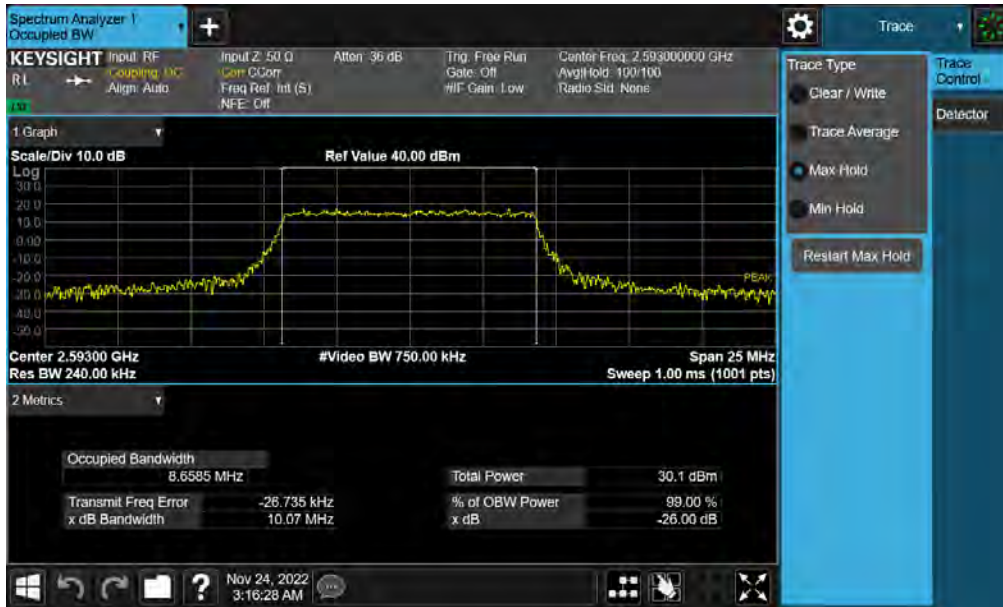 Spectrum Analyzer 1
Occupied BW
+
Trace
KEYSIGHT
Input: RF
Input Z: 50 Ω
Atten: 36 dB
Trig: Free Run
Center Freq: 2.593000000 GHz
R L
Coupling: DC
Corr CCorr
Gate: Off
Avg|Hold: 100/100
Align: Auto
Freq Ref: Int (S)
#IF Gain: Low
Radio Std: None
NFE: Off
Trace Type
Clear / Write
Trace Average
Max Hold
Min Hold
Restart Max Hold
Trace
Control
Detector
1 Graph
Scale/Div 10.0 dB
Ref Value 40.00 dBm
Log
30.0
20.0
10.0
0.00
-10.0
-20.0
-30.0
-40.0
-50.0
PEAK
Center 2.59300 GHz
#Video BW 750.00 kHz
Span 25 MHz
Res BW 240.00 kHz
Sweep 1.00 ms (1001 pts)
2 Metrics
Occupied Bandwidth
8.6585 MHz
Total Power
30.1 dBm
Transmit Freq Error
-26.735 kHz
% of OBW Power
99.00 %
x dB Bandwidth
10.07 MHz
x dB
-26.00 dB
?
Nov 24, 2022
3:16:28 AM